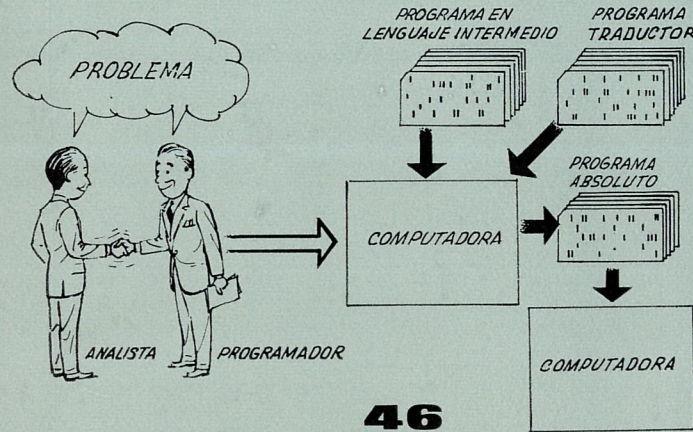 PROBLEMA
PROGRAMA EN
LENGUAJE INTERMEDIO
PROGRAMA
TRADUCTOR
PROGRAMA
ABSOLUTO
COMPUTADORA
ANALISTA
PROGRAMADOR
COMPUTADORA
46